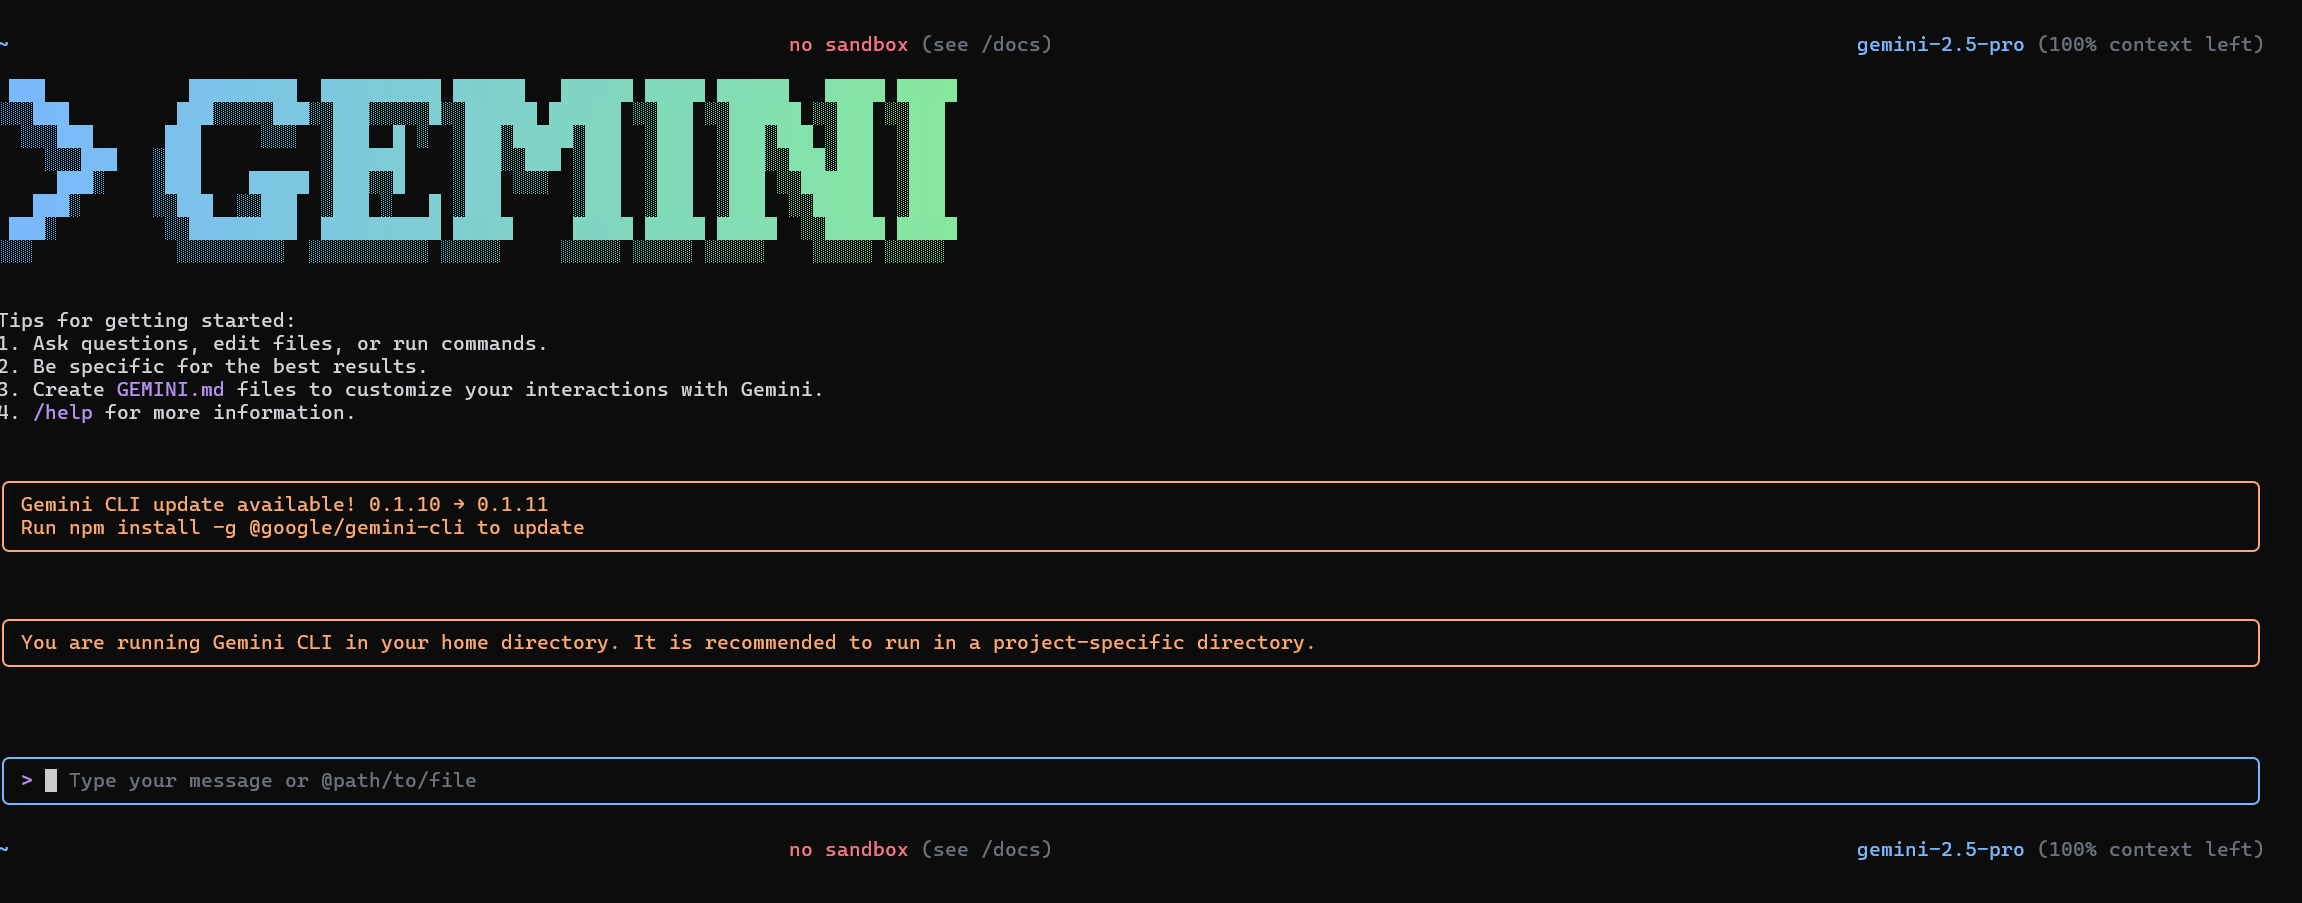 ~ no sandbox (see /docs) gemini-2.5-pro (100% context left)
> GEMINI
Tips for getting started:
1. Ask questions, edit files, or run commands.
2. Be specific for the best results.
3. Create GEMINI.md files to customize your interactions with Gemini.
4. /help for more information.
Gemini CLI update available! 0.1.10 → 0.1.11
Run npm install -g @google/gemini-cli to update
You are running Gemini CLI in your home directory. It is recommended to run in a project-specific directory.
> Type your message or @path/to/file
~ no sandbox (see /docs) gemini-2.5-pro (100% context left)